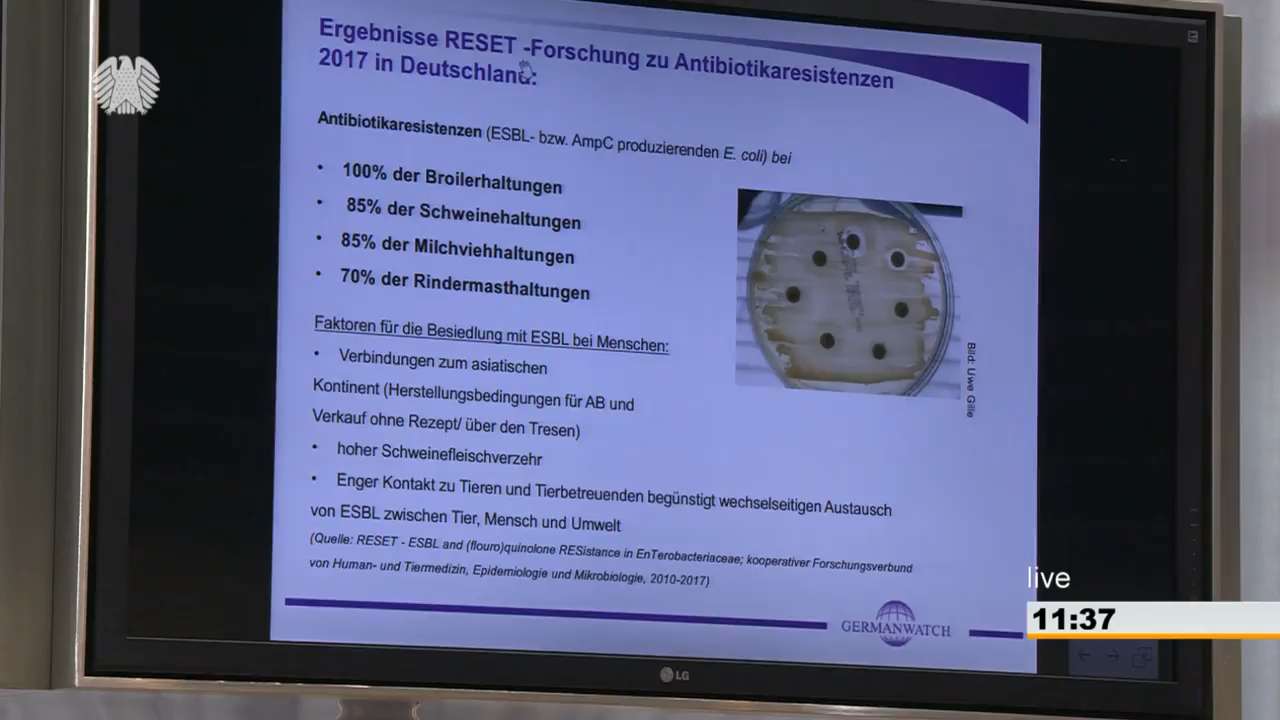 Ergebnisse RESET -Forschung zu Antibiotikaresistenzen
2017 in Deutschland:
Antibiotikaresistenzen (ESBL- bzw. AmpC produzierenden E. coli) bei
• 100% der Broilerhaltungen
• 85% der Schweinehaltungen
• 85% der Milchviehhaltungen
• 70% der Rindermasthaltungen
Faktoren für die Besiedlung mit ESBL bei Menschen:
• Verbindungen zum asiatischen
Kontinent (Herstellungsbedingungen für AB und
Verkauf ohne Rezept/ über den Tresen)
• hoher Schweinefleischverzehr
• Enger Kontakt zu Tieren und Tierbetreuenden begünstigt wechselseitigen Austausch
von ESBL zwischen Tier, Mensch und Umwelt
(Quelle: RESET - ESBL and (flouro)quinolone RESistance in EnTerobacteriaceae; kooperativer Forschungsverbund
von Human- und Tiermedizin, Epidemiologie und Mikrobiologie, 2010-2017)
Bild: Uwe Gille
GERMANWATCH
live
11:37
LG